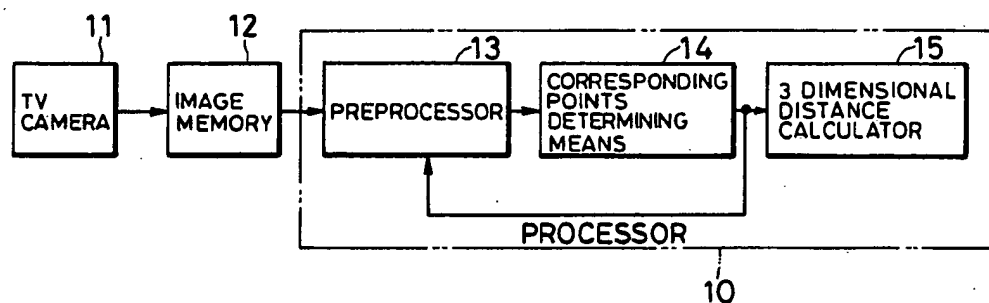 11
12
13
14
15
TV
CAMERA
IMAGE
MEMORY
PREPROCESSOR
CORRESPONDING
POINTS
DETERMINING
MEANS
3 DIMENSIONAL
DISTANCE
CALCULATOR
PROCESSOR
10